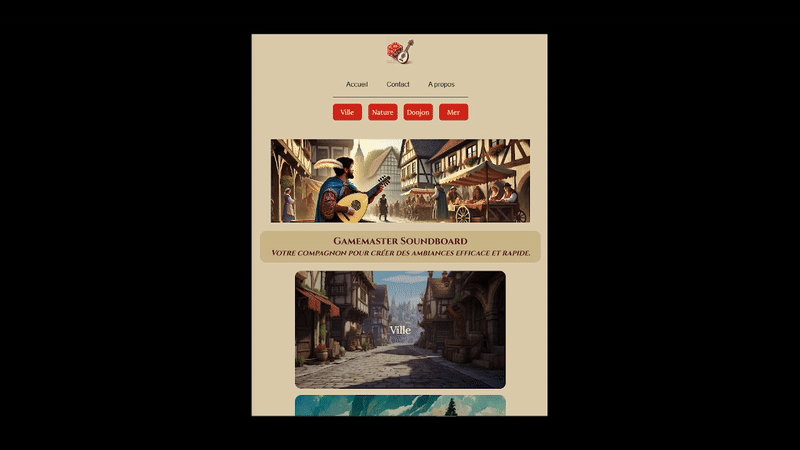 Accueil Contact A propos
Ville Nature Donjon Mer
Gamemaster Soundboard
Votre compagnon pour créer des ambiances efficace et rapide.
Ville